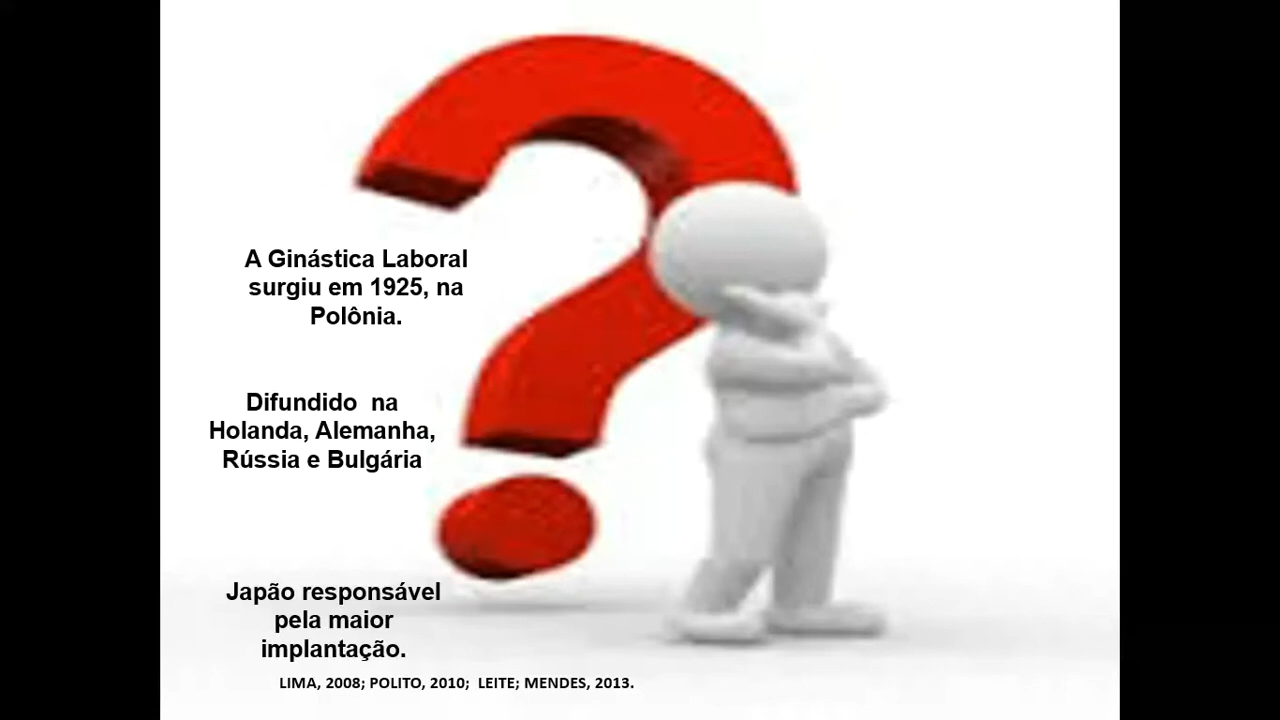 A Ginástica Laboral
surgiu em 1925, na
Polônia.
Difundido  na
Holanda, Alemanha,
Rússia e Bulgária
Japão responsável
pela maior
implantação.
LIMA, 2008; POLITO, 2010;  LEITE; MENDES, 2013.